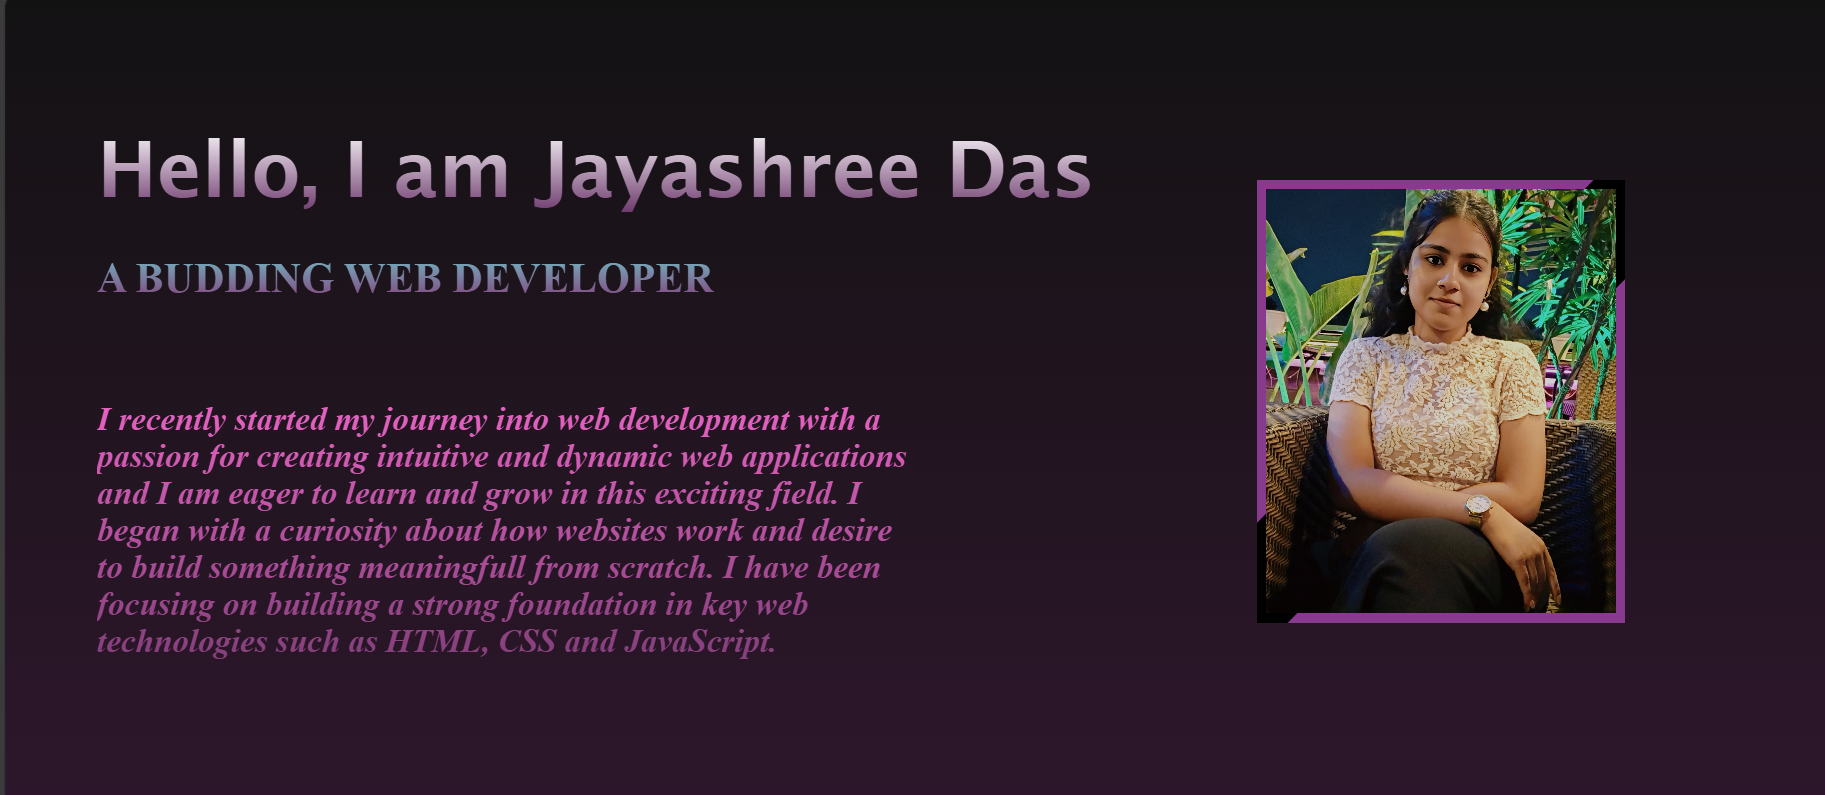 Hello, I am Jayashree Das
A BUDDING WEB DEVELOPER
I recently started my journey into web development with a
passion for creating intuitive and dynamic web applications
and I am eager to learn and grow in this exciting field. I
began with a curiosity about how websites work and desire
to build something meaningfull from scratch. I have been
focusing on building a strong foundation in key web
technologies such as HTML, CSS and JavaScript.